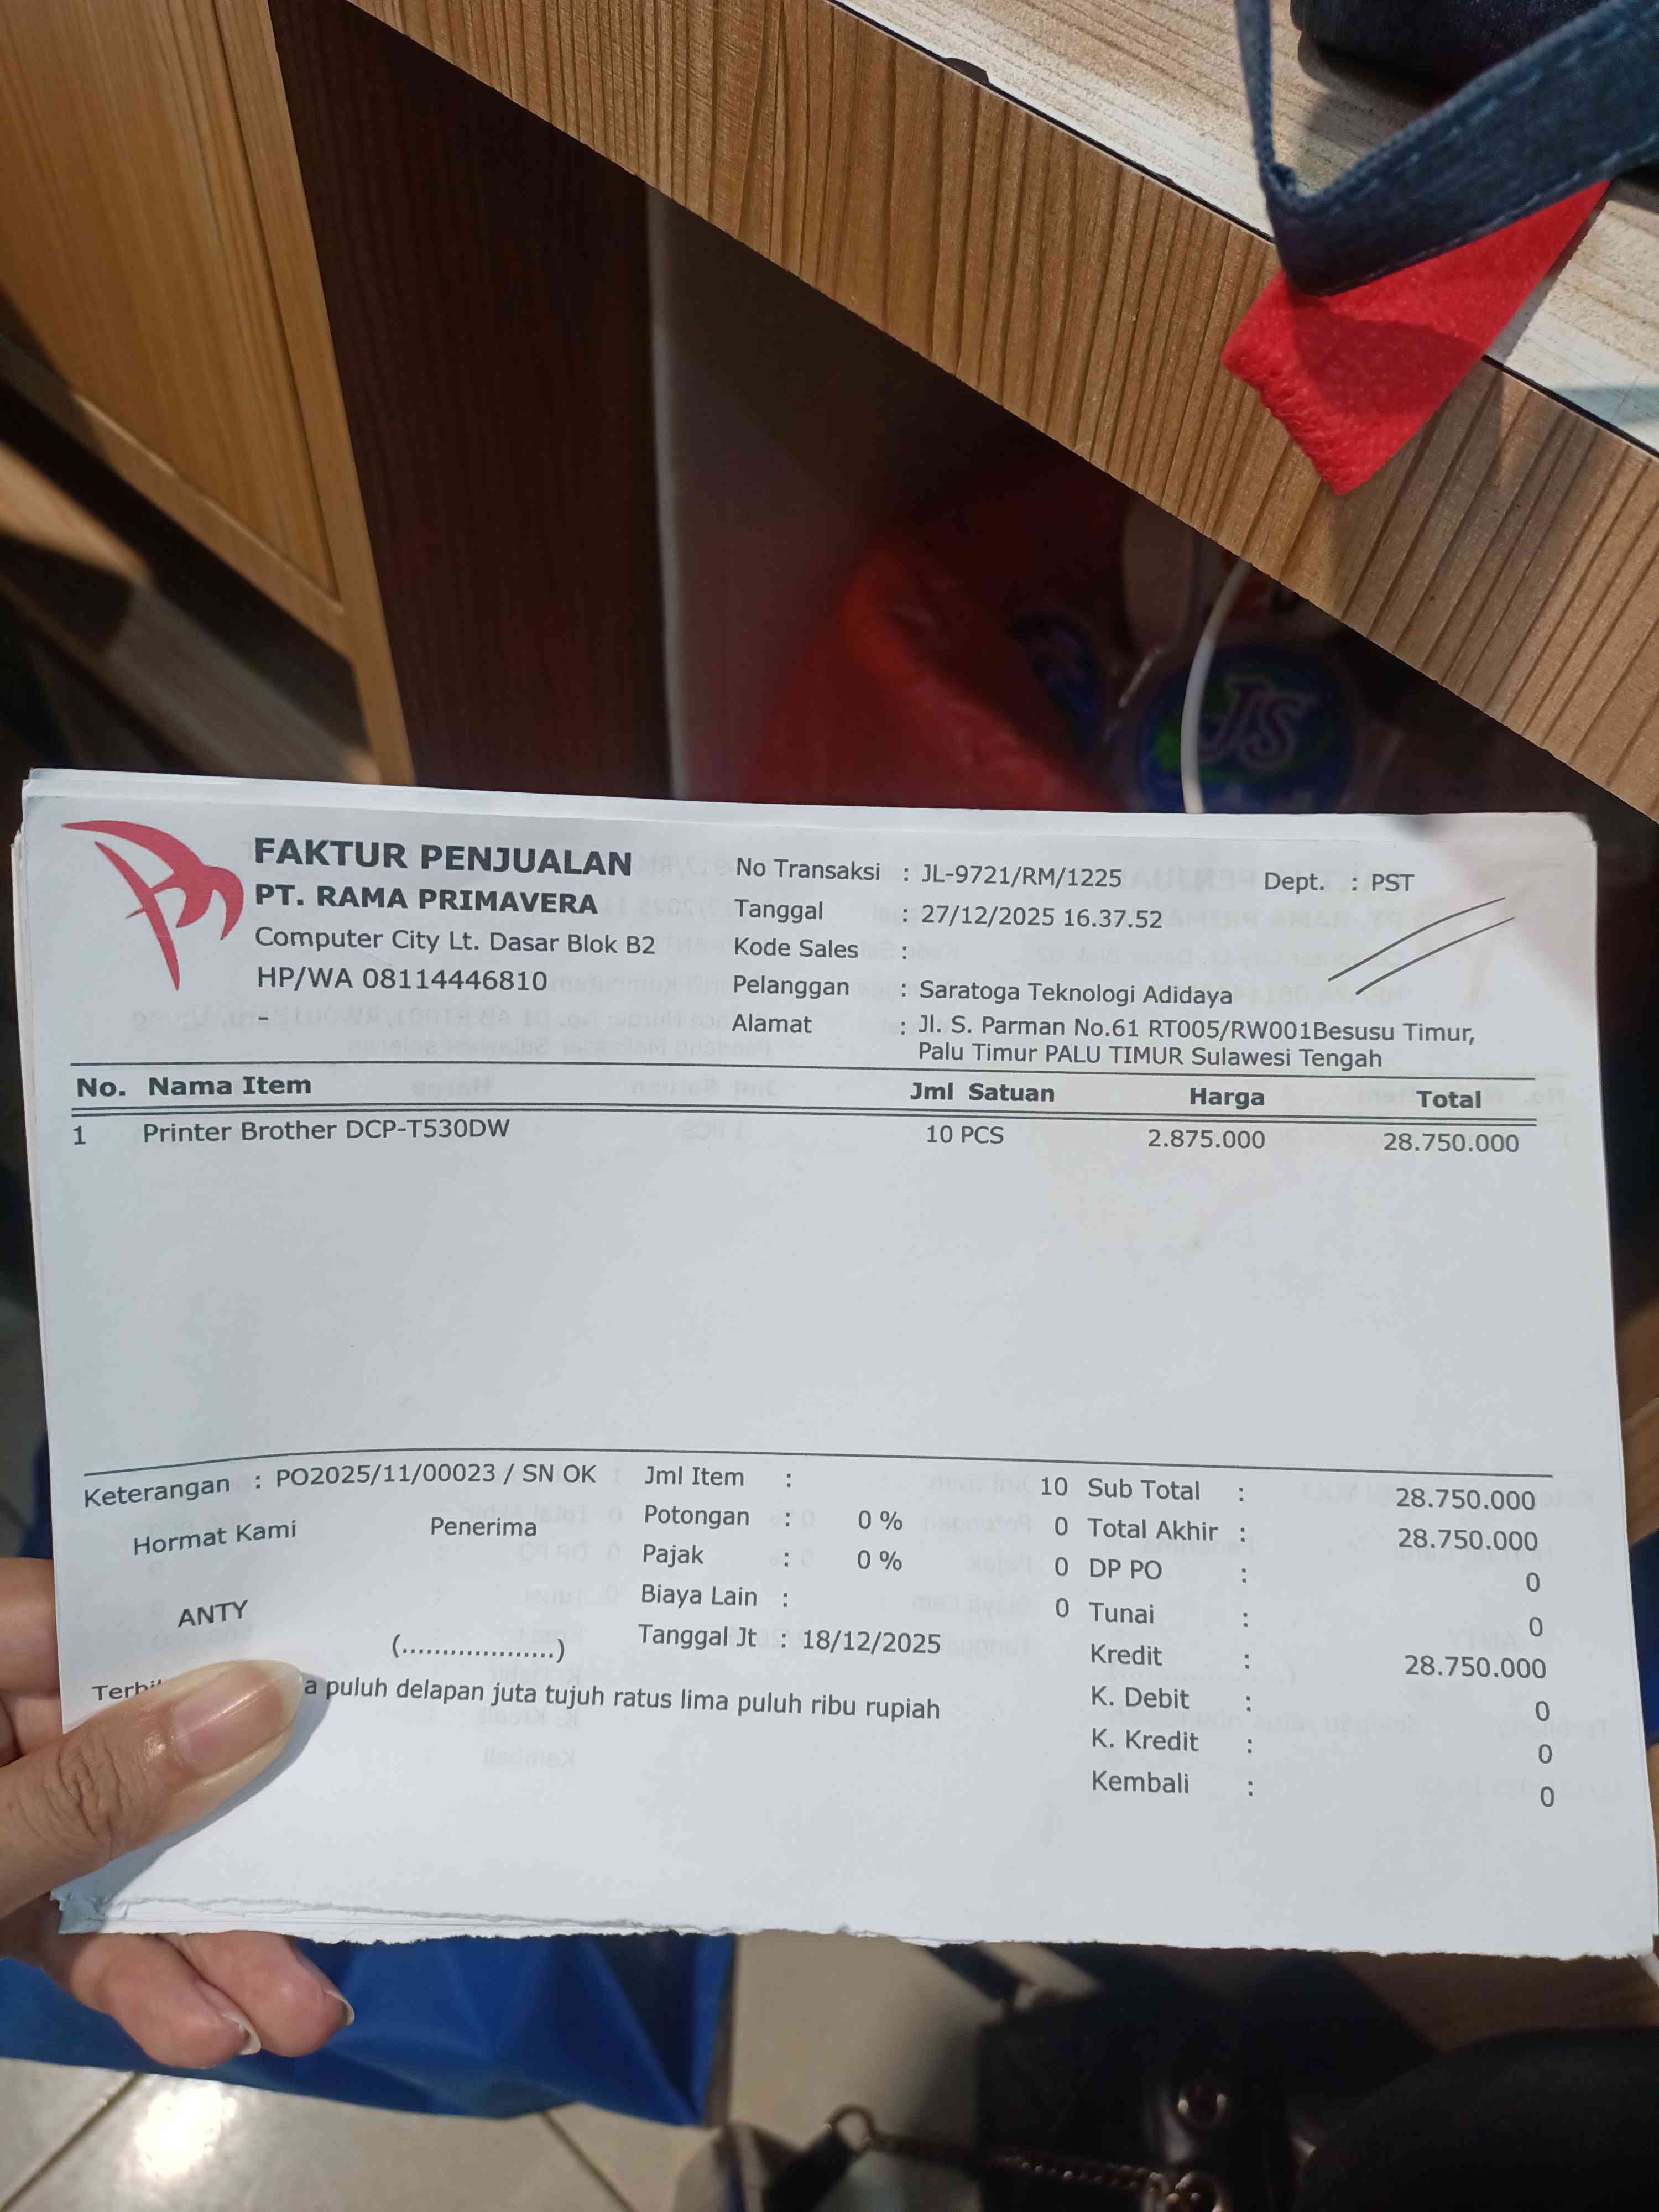 JS
FAKTUR PENJUALAN
PT. RAMA PRIMAVERA
Computer City Lt. Dasar Blok B2
HP/WA 08114446810
-
No Transaksi : JL-9721/RM/1225
Dept. : PST
Tanggal : 27/12/2025 16.37.52
Kode Sales :
Pelanggan : Saratoga Teknologi Adidaya
Alamat : Jl. S. Parman No.61 RT005/RW001Besusu Timur,
Palu Timur PALU TIMUR Sulawesi Tengah
No. Nama Item Jml Satuan Harga Total
1 Printer Brother DCP-T530DW 10 PCS 2.875.000 28.750.000
Keterangan : PO2025/11/00023 / SN OK
Hormat Kami Penerima
ANTY
(...................)
Jml Item : 10
Potongan : 0 % 0
Pajak : 0 % 0
Biaya Lain : 0
Tanggal Jt : 18/12/2025
Sub Total : 28.750.000
Total Akhir : 28.750.000
DP PO : 0
Tunai : 0
Kredit : 28.750.000
K. Debit : 0
K. Kredit : 0
Kembali : 0
puluh delapan juta tujuh ratus lima puluh ribu rupiah